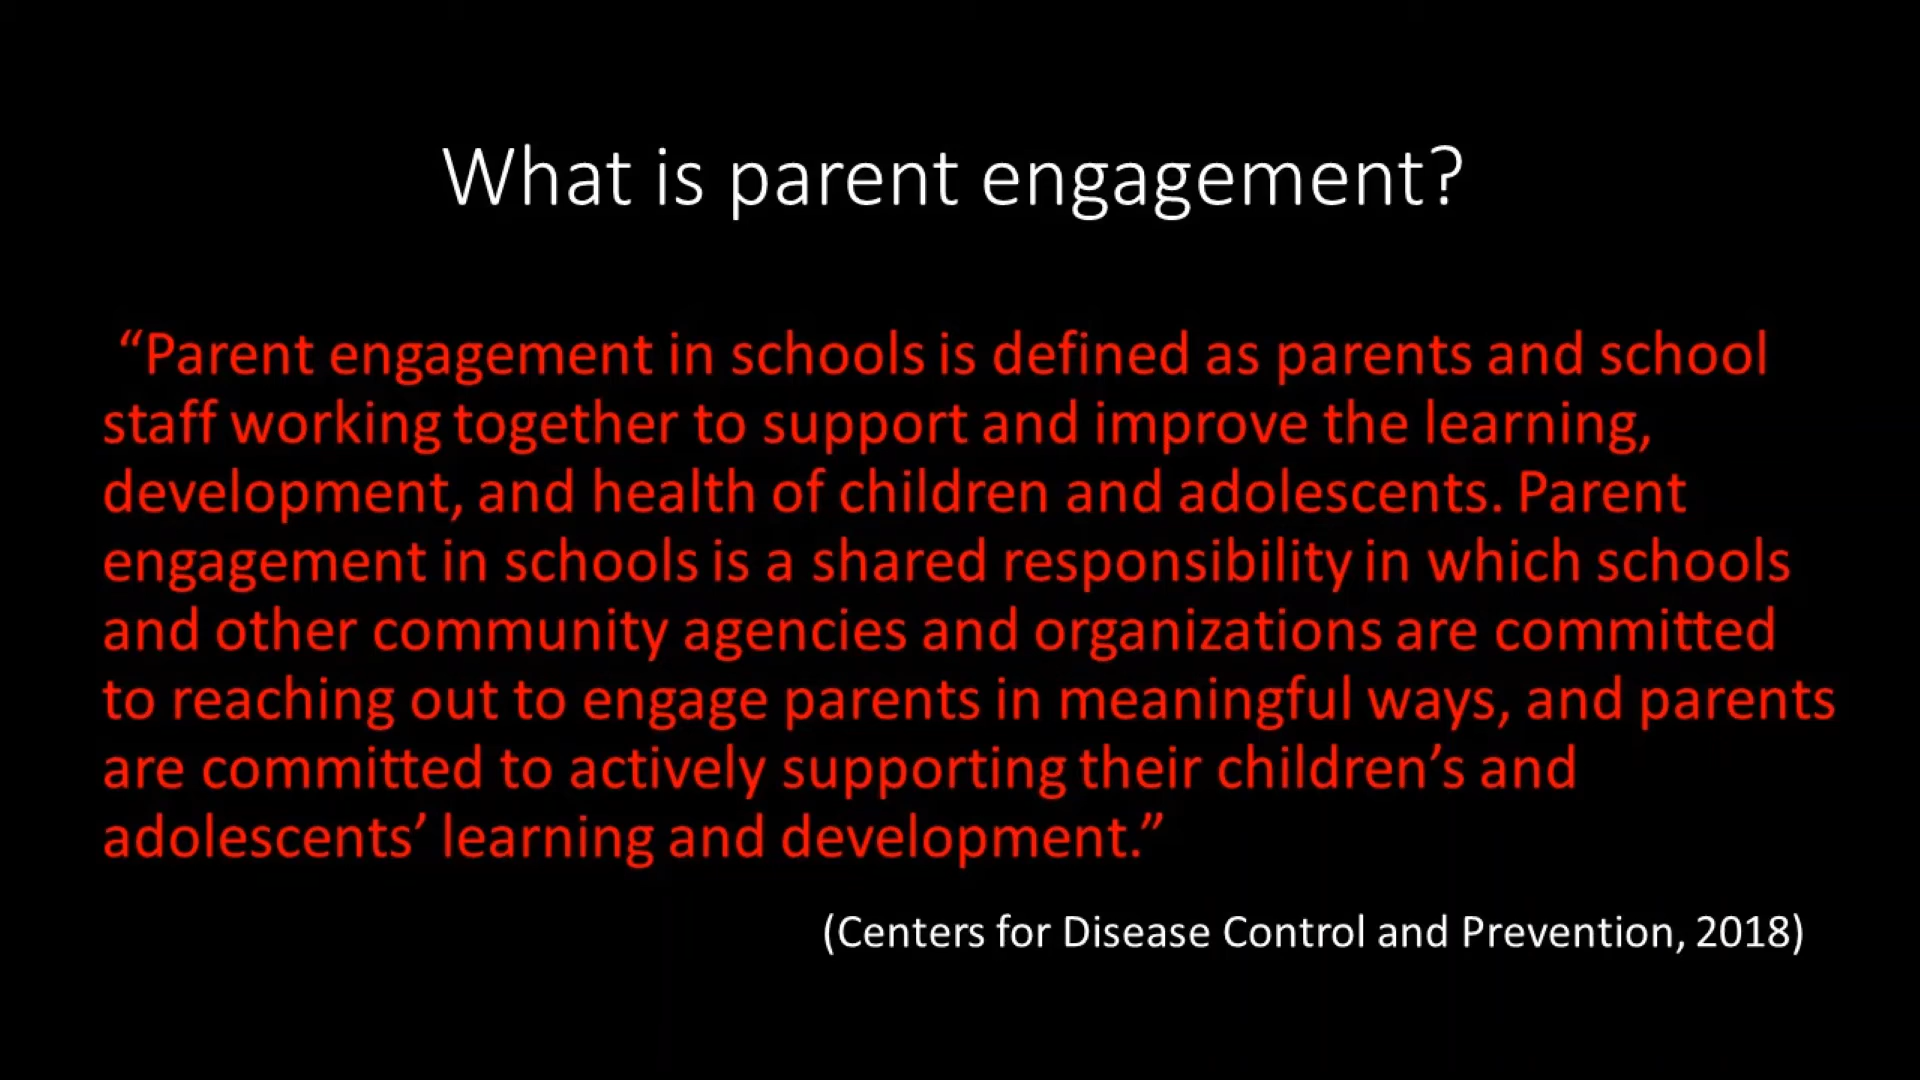 What is parent engagement?
“Parent engagement in schools is defined as parents and school
staff working together to support and improve the learning,
development, and health of children and adolescents. Parent
engagement in schools is a shared responsibility in which schools
and other community agencies and organizations are committed
to reaching out to engage parents in meaningful ways, and parents
are committed to actively supporting their children’s and
adolescents’ learning and development.”
(Centers for Disease Control and Prevention, 2018)